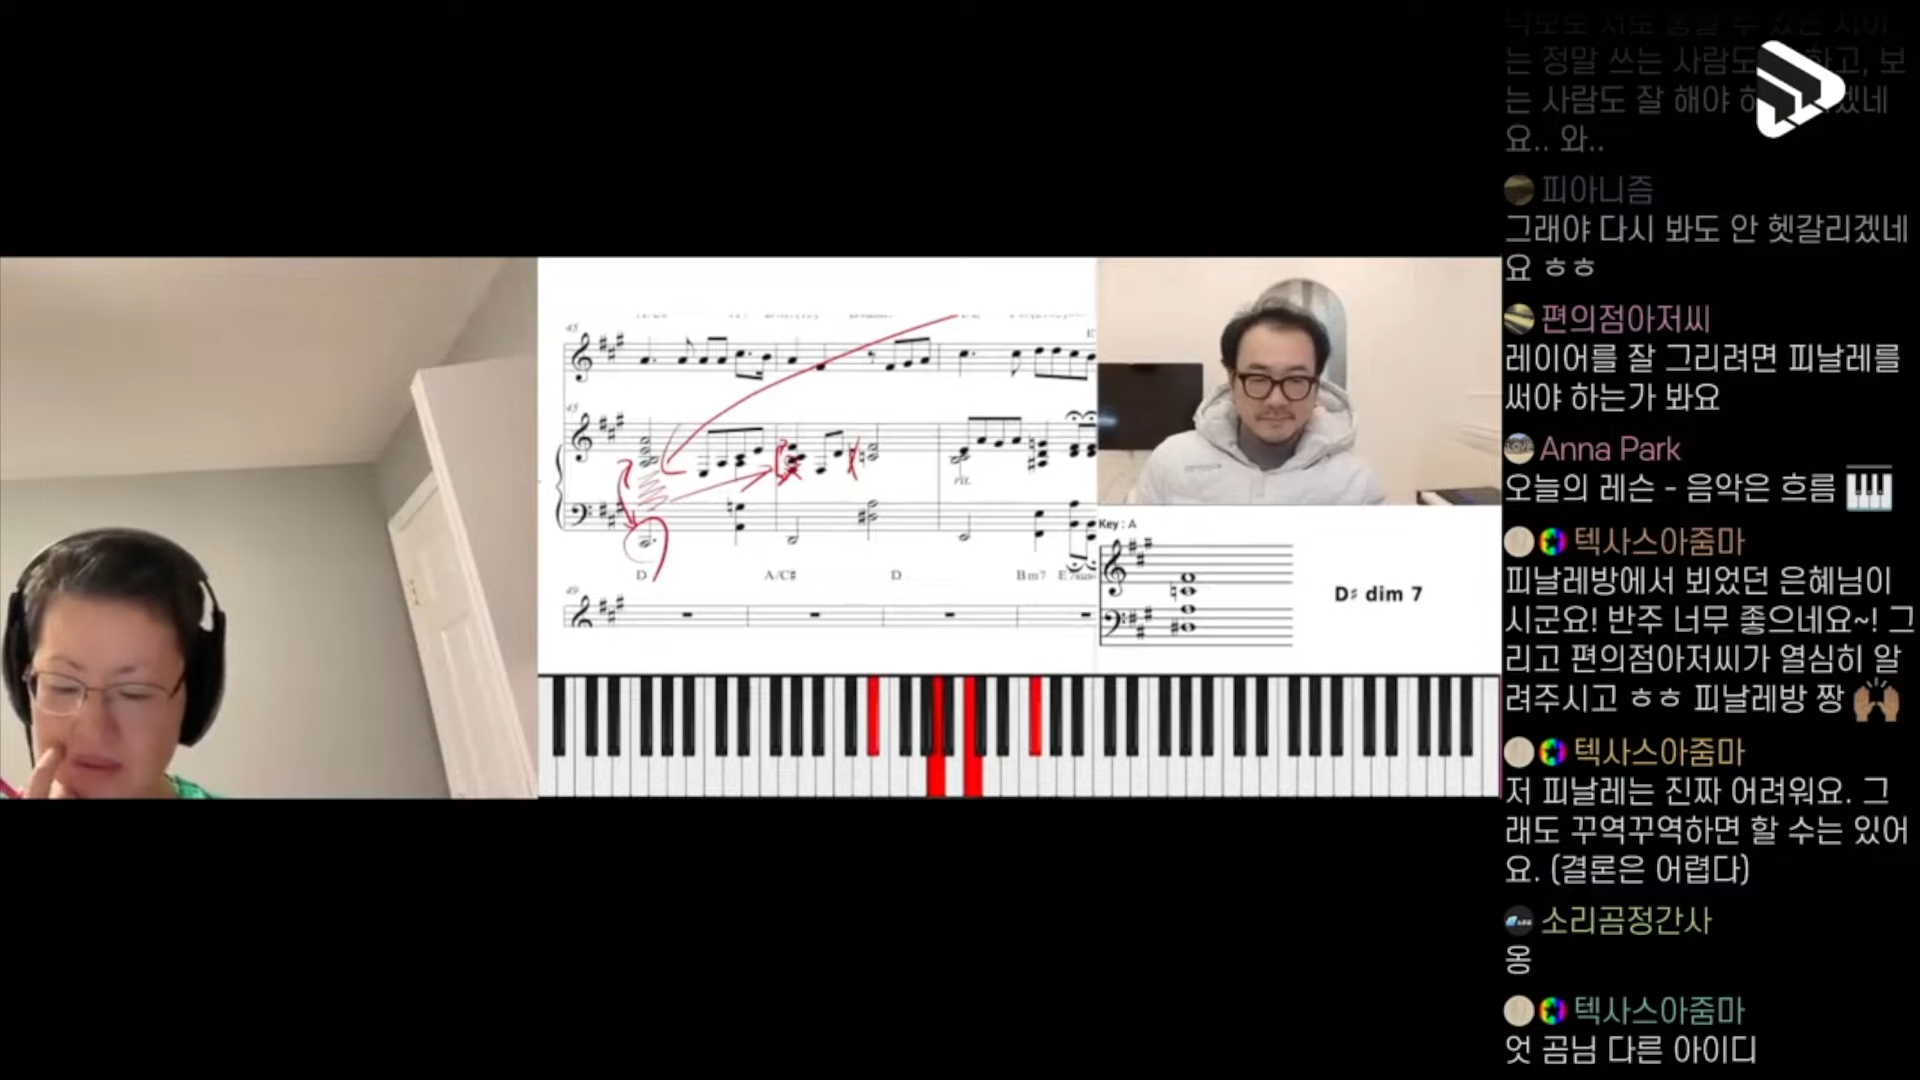 45
45
rit.
D
A/C♯
D
Bm7
49
Key : A
D♯ dim 7
는 정말 쓰는 사람도 하고, 보
는 사람도 잘 해야 하 겠네
요.. 와..
피아니즘
그래야 다시 봐도 안 헷갈리겠네
요 ㅎㅎ
편의점아저씨
레이어를 잘 그리려면 피날레를
써야 하는가 봐요
Anna Park
오늘의 레슨 - 음악은 흐름
텍사스아줌마
피날레방에서 뵈었던 은혜님이
시군요! 반주 너무 좋으네요~! 그
리고 편의점아저씨가 열심히 알
려주시고 ㅎㅎ 피날레방 짱
텍사스아줌마
저 피날레는 진짜 어려워요. 그
래도 꾸역꾸역하면 할 수는 있어
요. (결론은 어렵다)
소리곰정간사
옹
텍사스아줌마
엇 곰님 다른 아이디